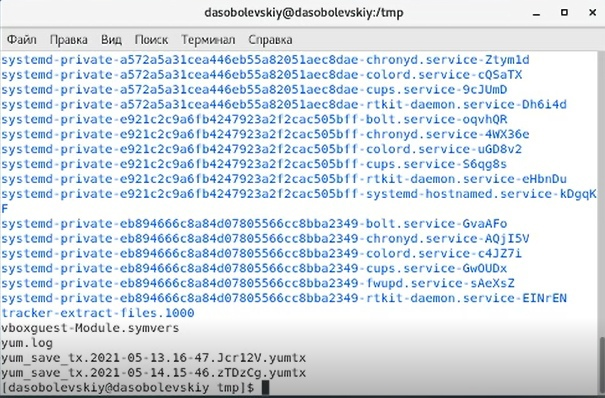 dasobolevskiy@dasobolevskiy:/tmp
Файл Правка Вид Поиск Терминал Справка
systemd-private-a572a5a31cea446eb55a82051aec8dae-chronyd.service-Ztym1d
systemd-private-a572a5a31cea446eb55a82051aec8dae-colord.service-cQSaTX
systemd-private-a572a5a31cea446eb55a82051aec8dae-cups.service-9cJUmD
systemd-private-a572a5a31cea446eb55a82051aec8dae-rtkit-daemon.service-Dh6i4d
systemd-private-e921c2c9a6fb4247923a2f2cac505bff-bolt.service-oqvhQR
systemd-private-e921c2c9a6fb4247923a2f2cac505bff-chronyd.service-4WX36e
systemd-private-e921c2c9a6fb4247923a2f2cac505bff-colord.service-uGD8v2
systemd-private-e921c2c9a6fb4247923a2f2cac505bff-cups.service-S6qg8s
systemd-private-e921c2c9a6fb4247923a2f2cac505bff-rtkit-daemon.service-eHbnDu
systemd-private-e921c2c9a6fb4247923a2f2cac505bff-systemd-hostnamed.service-kDgqK
F
systemd-private-eb894666c8a84d07805566cc8bba2349-bolt.service-GvaAFo
systemd-private-eb894666c8a84d07805566cc8bba2349-chronyd.service-AQjI5V
systemd-private-eb894666c8a84d07805566cc8bba2349-colord.service-c4JZ7i
systemd-private-eb894666c8a84d07805566cc8bba2349-cups.service-GwOUDx
systemd-private-eb894666c8a84d07805566cc8bba2349-fwupd.service-sAeXsZ
systemd-private-eb894666c8a84d07805566cc8bba2349-rtkit-daemon.service-EINrEN
tracker-extract-files.1000
vboxguest-Module.symvers
yum.log
yum_save_tx.2021-05-13.16-47.Jcr12V.yumtx
yum_save_tx.2021-05-14.15-46.zTDzCg.yumtx
[dasobolevskiy@dasobolevskiy tmp]$